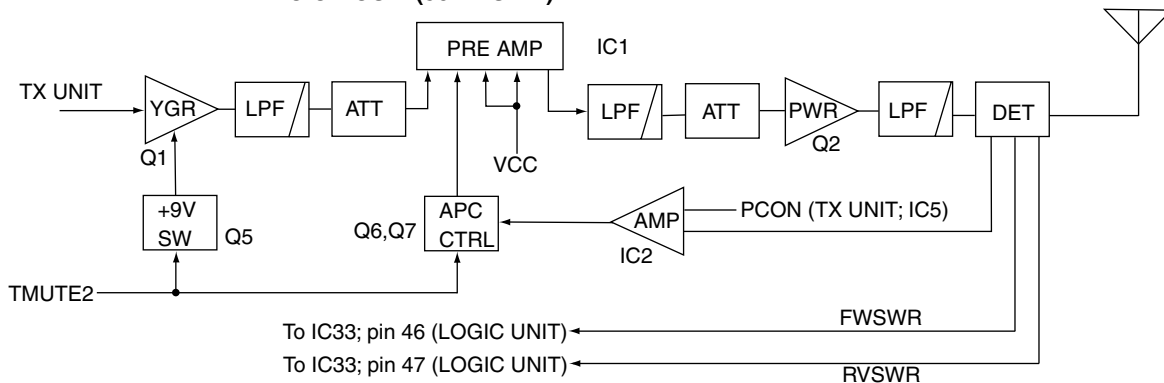 PRE AMP
IC1
TX UNIT
YGR
LPF
ATT
LPF
ATT
PWR
LPF
DET
Q1
Q2
VCC
+9V
SW
Q5
Q6,Q7
APC
CTRL
AMP
IC2
PCON (TX UNIT; IC5)
TMUTE2
FWSWR
To IC33; pin 46 (LOGIC UNIT)
To IC33; pin 47 (LOGIC UNIT)
RVSWR